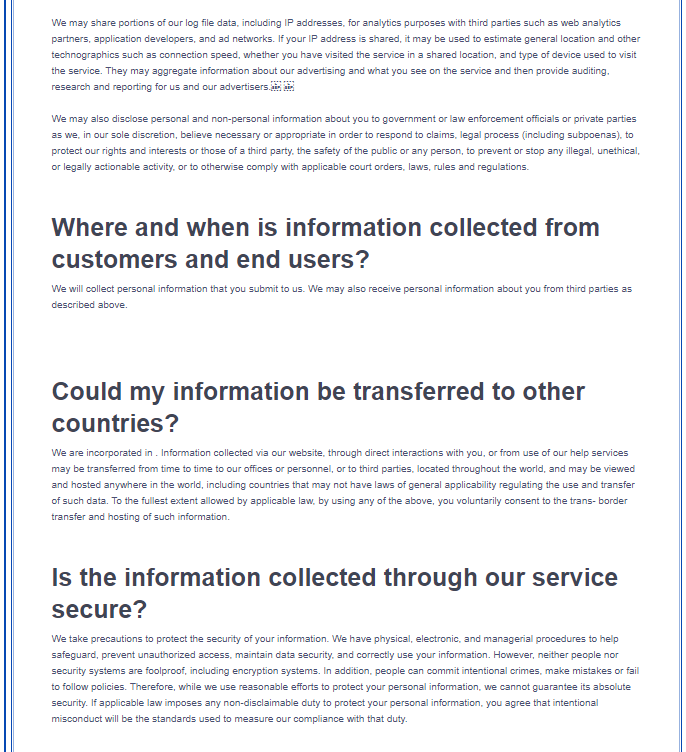 We may share portions of our log file data, including IP addresses, for analytics purposes with third parties such as web analytics
partners, application developers, and ad networks. If your IP address is shared, it may be used to estimate general location and other
technographics such as connection speed, whether you have visited the service in a shared location, and type of device used to visit
the service. They may aggregate information about our advertising and what you see on the service and then provide auditing,
research and reporting for us and our advertisers.
We may also disclose personal and non-personal information about you to government or law enforcement officials or private parties
as we, in our sole discretion, believe necessary or appropriate in order to respond to claims, legal process (including subpoenas), to
protect our rights and interests or those of a third party, the safety of the public or any person, to prevent or stop any illegal, unethical,
or legally actionable activity, or to otherwise comply with applicable court orders, laws, rules and regulations.
Where and when is information collected from
customers and end users?
We will collect personal information that you submit to us. We may also receive personal information about you from third parties as
described above.
Could my information be transferred to other
countries?
We are incorporated in . Information collected via our website, through direct interactions with you, or from use of our help services
may be transferred from time to time to our offices or personnel, or to third parties, located throughout the world, and may be viewed
and hosted anywhere in the world, including countries that may not have laws of general applicability regulating the use and transfer
of such data. To the fullest extent allowed by applicable law, by using any of the above, you voluntarily consent to the trans- border
transfer and hosting of such information.
Is the information collected through our service
secure?
We take precautions to protect the security of your information. We have physical, electronic, and managerial procedures to help
safeguard, prevent unauthorized access, maintain data security, and correctly use your information. However, neither people nor
security systems are foolproof, including encryption systems. In addition, people can commit intentional crimes, make mistakes or fail
to follow policies. Therefore, while we use reasonable efforts to protect your personal information, we cannot guarantee its absolute
security. If applicable law imposes any non-disclaimable duty to protect your personal information, you agree that intentional
misconduct will be the standards used to measure our compliance with that duty.